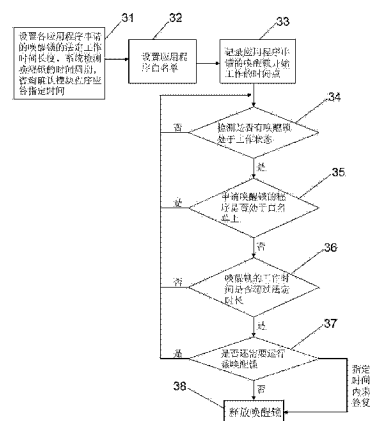 31
32
33
设置各应用程序申请
的唤醒锁的法定工作
时间长度，系统检测
唤醒锁的时间周期，
咨询确认模块程序应
答指定时间
设置应用程
序白名单
记录应用程序申
请的唤醒锁开始
工作的时间点
34
检测是否有唤醒锁
处于工作状态
否
是
35
申请唤醒锁的程
序是否处于白名
单上
是
否
36
唤醒锁的工作时
间是否超过法定
时长
否
是
37
是否还需要运行
该唤醒锁
是
否
指定
时间
内未
答复
38
释放唤醒锁